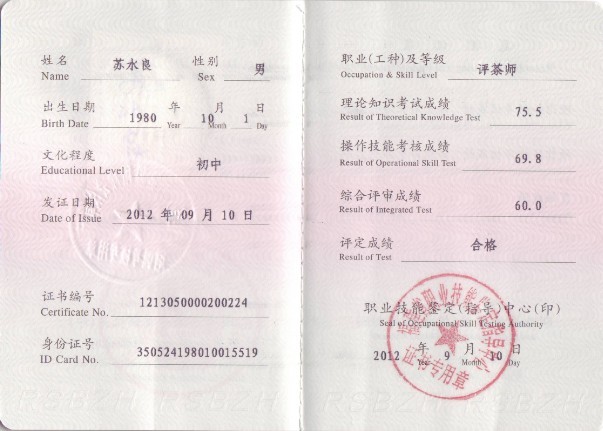 姓名 苏水良 性别 男
Name Sex
出生日期 1980 年 10 月 1 日
Birth Date Year Month Day
文化程度 初中
Educational Level
发证日期 2012 年 09 月 10 日
Date of Issue
证书编号 1213050000200224
Certificate No.
身份证号 350524198010015519
ID Card No.
职业(工种)及等级 评茶师
Occupation & Skill Level
理论知识考试成绩 75.5
Result of Theoretical Knowledge Test
操作技能考核成绩 69.8
Result of Operational Skill Test
综合评审成绩 60.0
Result of Integrated Test
评定成绩 合格
Result of Test
职业技能鉴定(指导)中心(印)
Seal of Occupational Skill Testing Authority
2012 年 9 月 10 日
Year Month Day
证书专用章